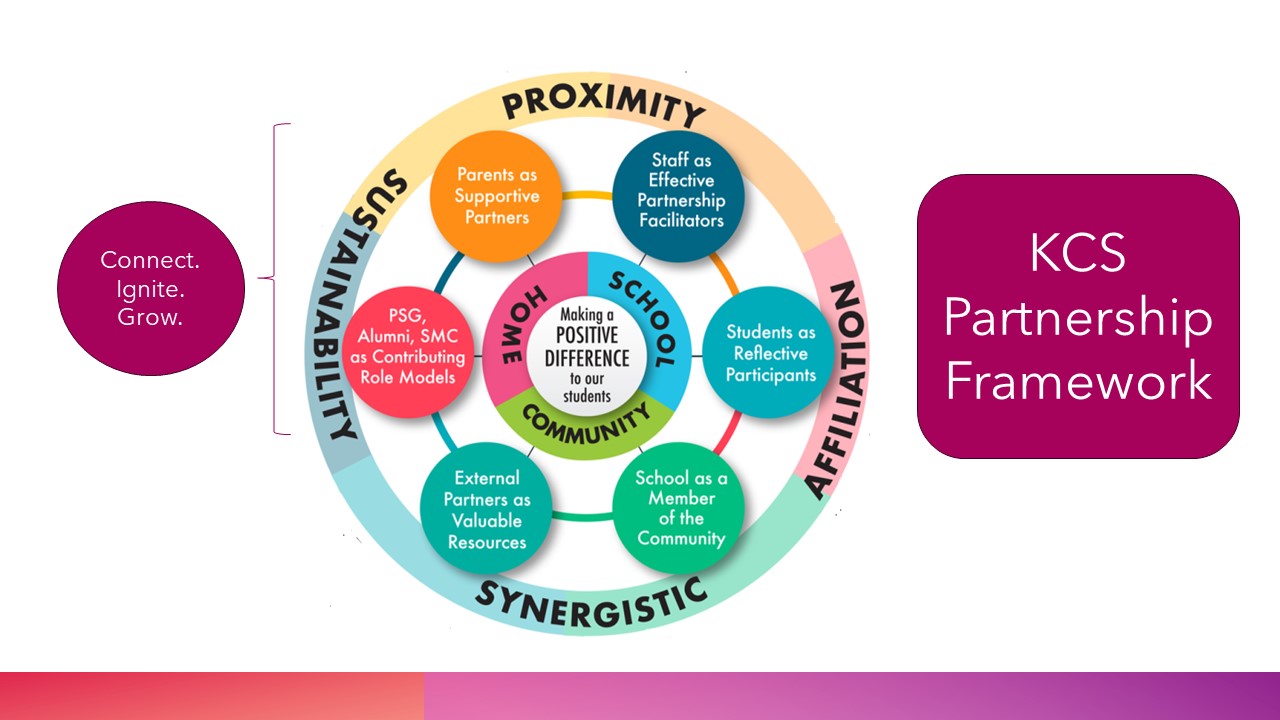 Connect.
Ignite.
Grow.
PROXIMITY
AFFILIATION
SYNERGISTIC
SUSTAINABILITY
Parents as
Supportive
Partners
Staff as
Effective
Partnership
Facilitators
Students as
Reflective
Participants
School as a
Member
of the
Community
External
Partners as
Valuable
Resources
PSG,
Alumni, SMC
as Contributing
Role Models
HOME
SCHOOL
COMMUNITY
Making a
POSITIVE
DIFFERENCE
to our
students
KCS
Partnership
Framework